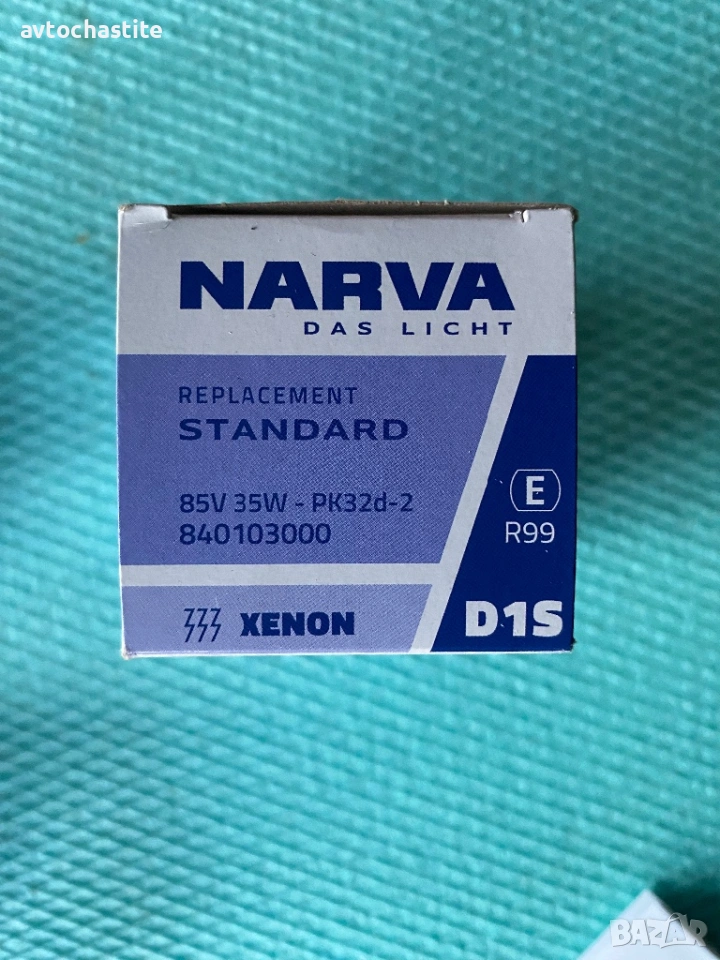 avtochastite
NARVA
DAS LICHT
REPLACEMENT
STANDARD
85V 35W - PK32d-2
840103000
E
R99
XENON
D1S
BAZAR